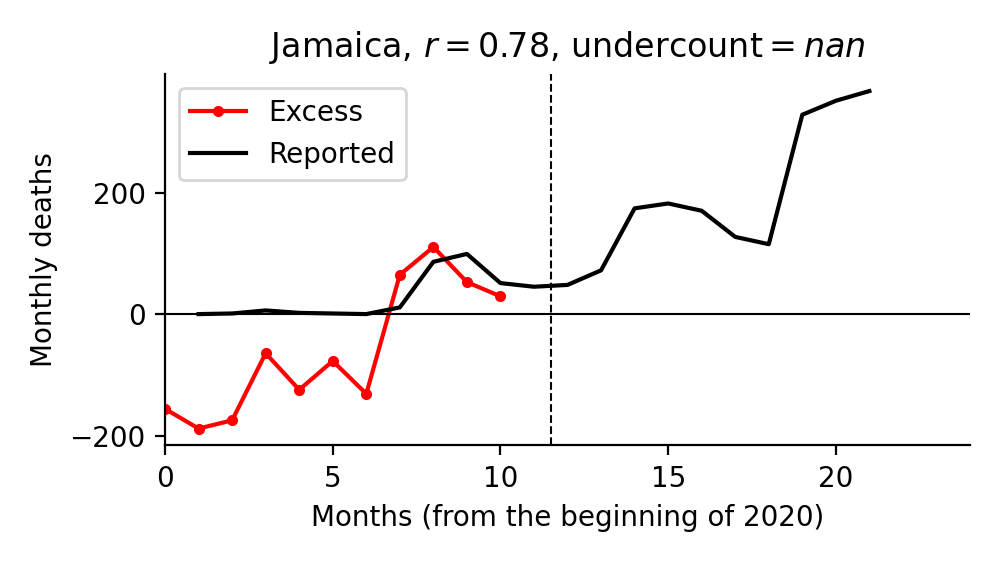 Jamaica, r = 0.78, undercount = nan
Excess
Reported
Monthly deaths
200
0
−200
0 5 10 15 20
Months (from the beginning of 2020)